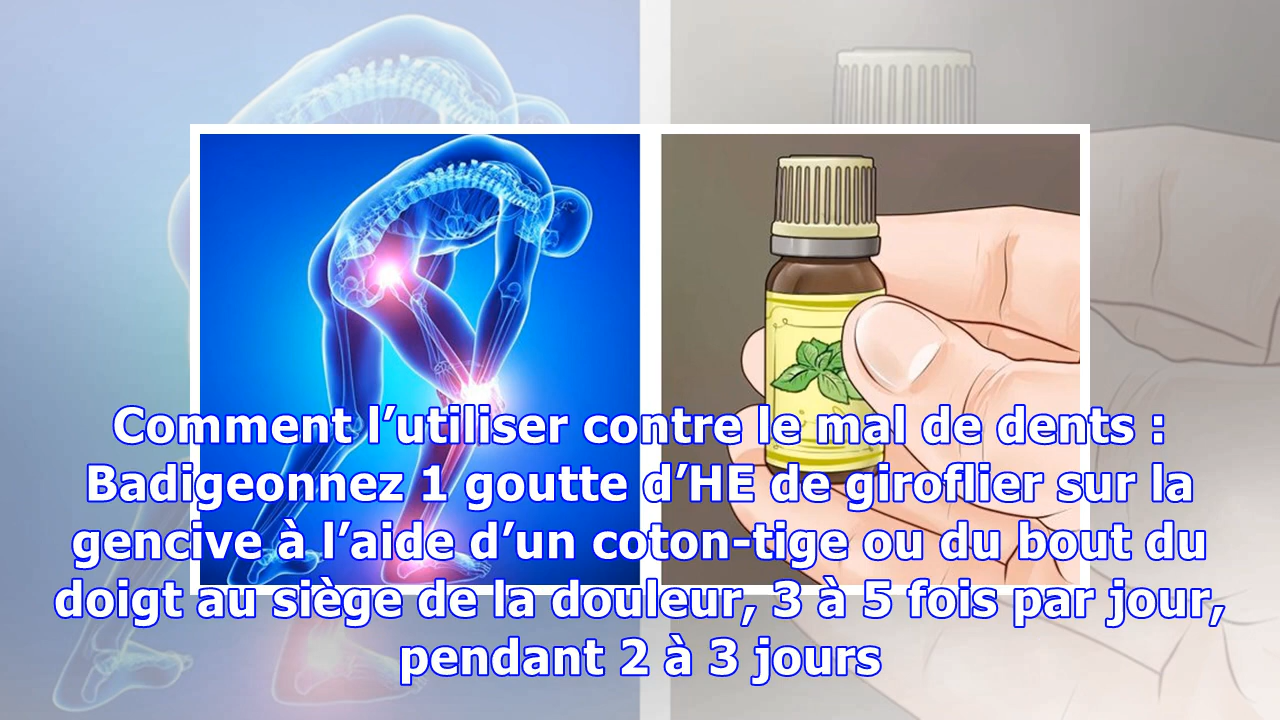 Comment l’utiliser contre le mal de dents :
Badigeonnez 1 goutte d’HE de giroflier sur la
gencive à l’aide d’un coton-tige ou du bout du
doigt au siège de la douleur, 3 à 5 fois par jour,
pendant 2 à 3 jours